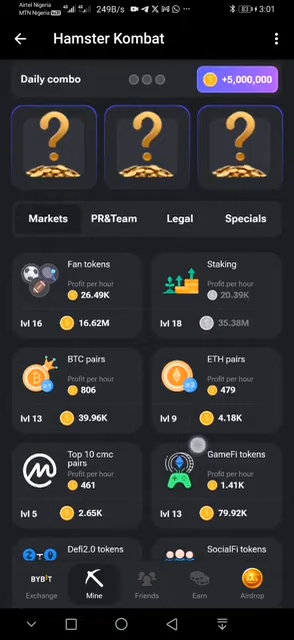 Airtel Nigeria
MTN Nigeria
249B/s
83
3:01
Hamster Kombat
Daily combo
+5,000,000
Markets
PR&Team
Legal
Specials
Fan tokens
Profit per hour
26.49K
lvl 16
16.62M
Staking
Profit per hour
20.39K
lvl 18
35.38M
BTC pairs
Profit per hour
806
lvl 13
39.96K
ETH pairs
Profit per hour
479
lvl 9
4.18K
Top 10 cmc
pairs
Profit per hour
461
lvl 5
2.65K
GameFi tokens
Profit per hour
1.41K
lvl 13
79.92K
Defi2.0 tokens
SocialFi tokens
BYBIT
Exchange
Mine
Friends
Earn
Airdrop